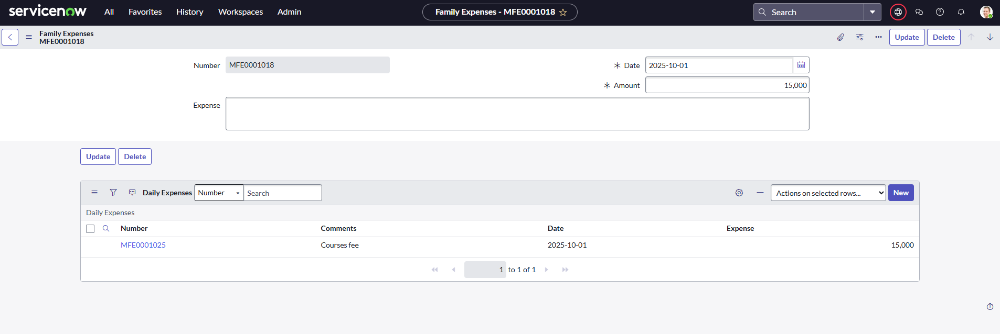 servicenow All Favorites History Workspaces Admin Family Expenses - MFE0001018 Search
Family Expenses
MFE0001018
Update Delete
Number MFE0001018
* Date 2025-10-01
* Amount 15,000
Expense
Update Delete
Daily Expenses Number Search Actions on selected rows... New
Daily Expenses
Number Comments Date Expense
MFE0001025 Courses fee 2025-10-01 15,000
1 to 1 of 1